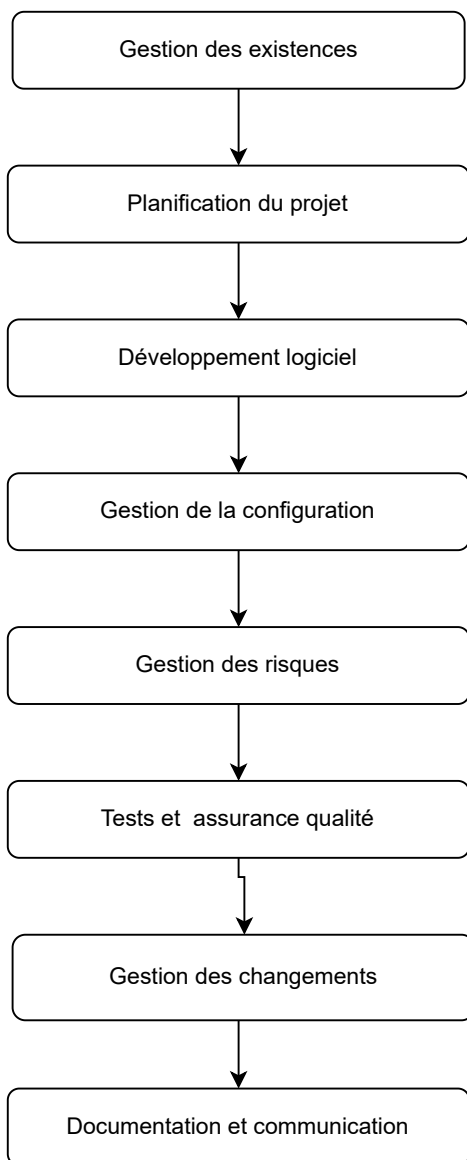 Gestion des existences
Planification du projet
Développement logiciel
Gestion de la configuration
Gestion des risques
Tests et  assurance qualité
Gestion des changements
Documentation et communication